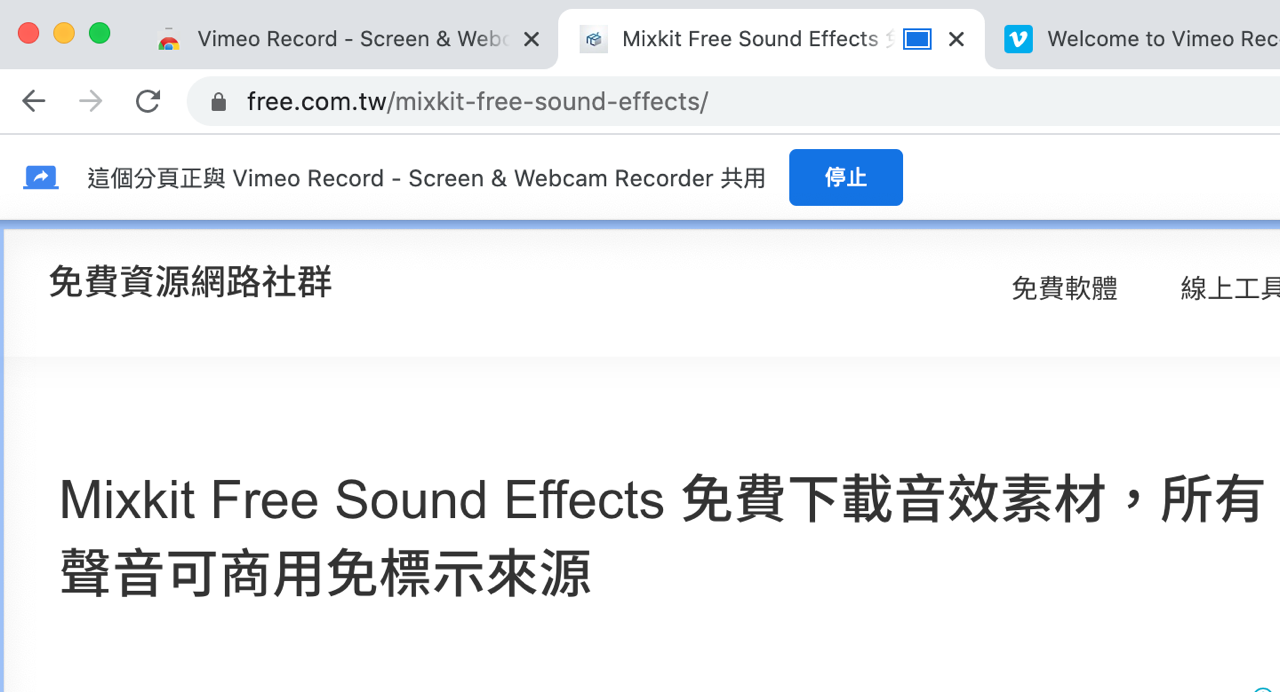 Vimeo Record - Screen & Webc
Mixkit Free Sound Effects
Welcome to Vimeo Rec
free.com.tw/mixkit-free-sound-effects/
這個分頁正與 Vimeo Record - Screen & Webcam Recorder 共用
停止
免費資源網路社群
免費軟體
線上工具
Mixkit Free Sound Effects 免費下載音效素材，所有
聲音可商用免標示來源